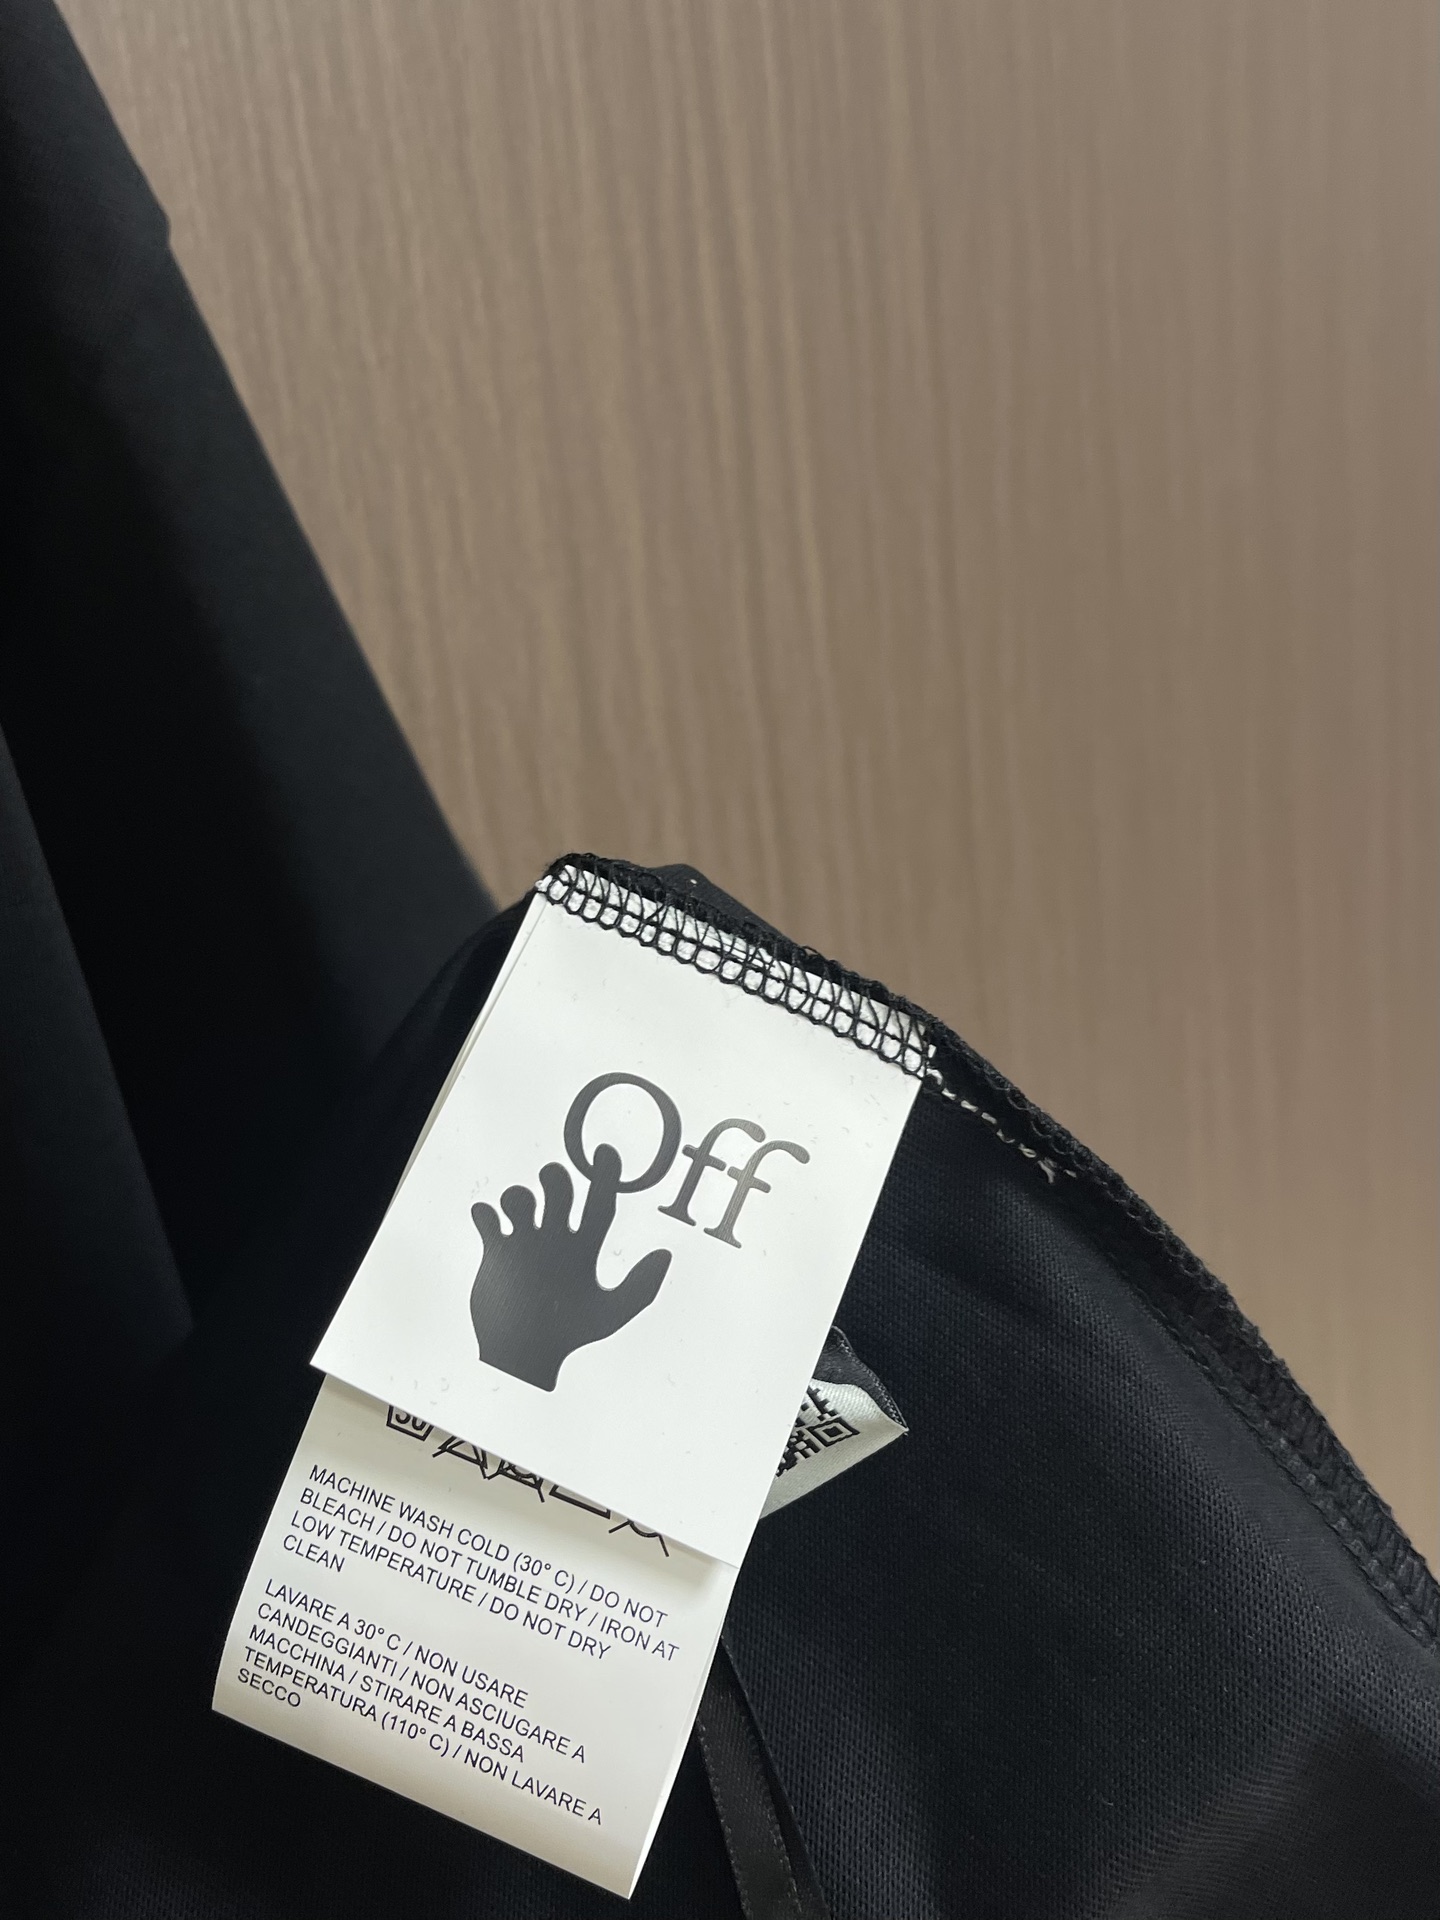 Off
30
MACHINE WASH COLD (30° C) / DO NOT
BLEACH / DO NOT TUMBLE DRY / IRON AT
LOW TEMPERATURE / DO NOT DRY
CLEAN
LAVARE A 30° C / NON USARE
CANDEGGIANTI / NON ASCIUGARE A
MACCHINA / STIRARE A BASSA
TEMPERATURA (110° C) / NON LAVARE A
SECCO